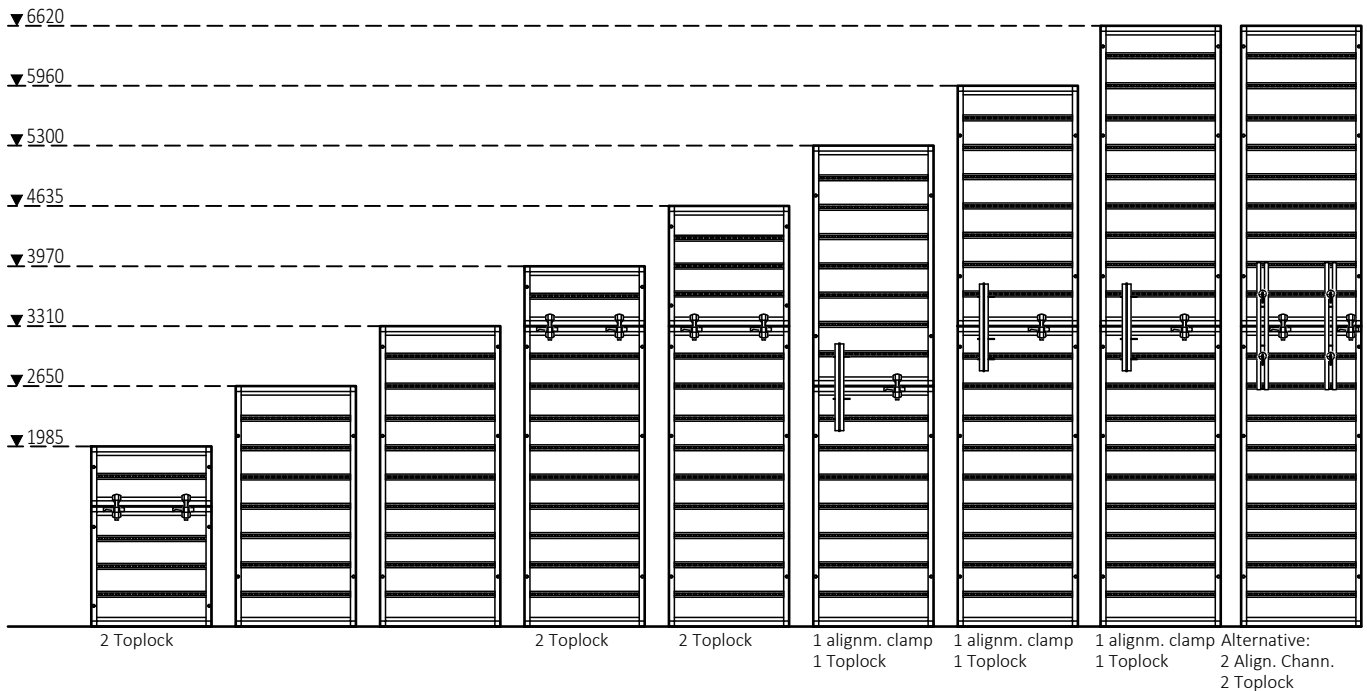 6620
5960
5300
4635
3970
3310
2650
1985
2 Toplock
2 Toplock
2 Toplock
1 alignm. clamp
1 Toplock
1 alignm. clamp
1 Toplock
1 alignm. clamp
1 Toplock
Alternative:
2 Align. Chann.
2 Toplock